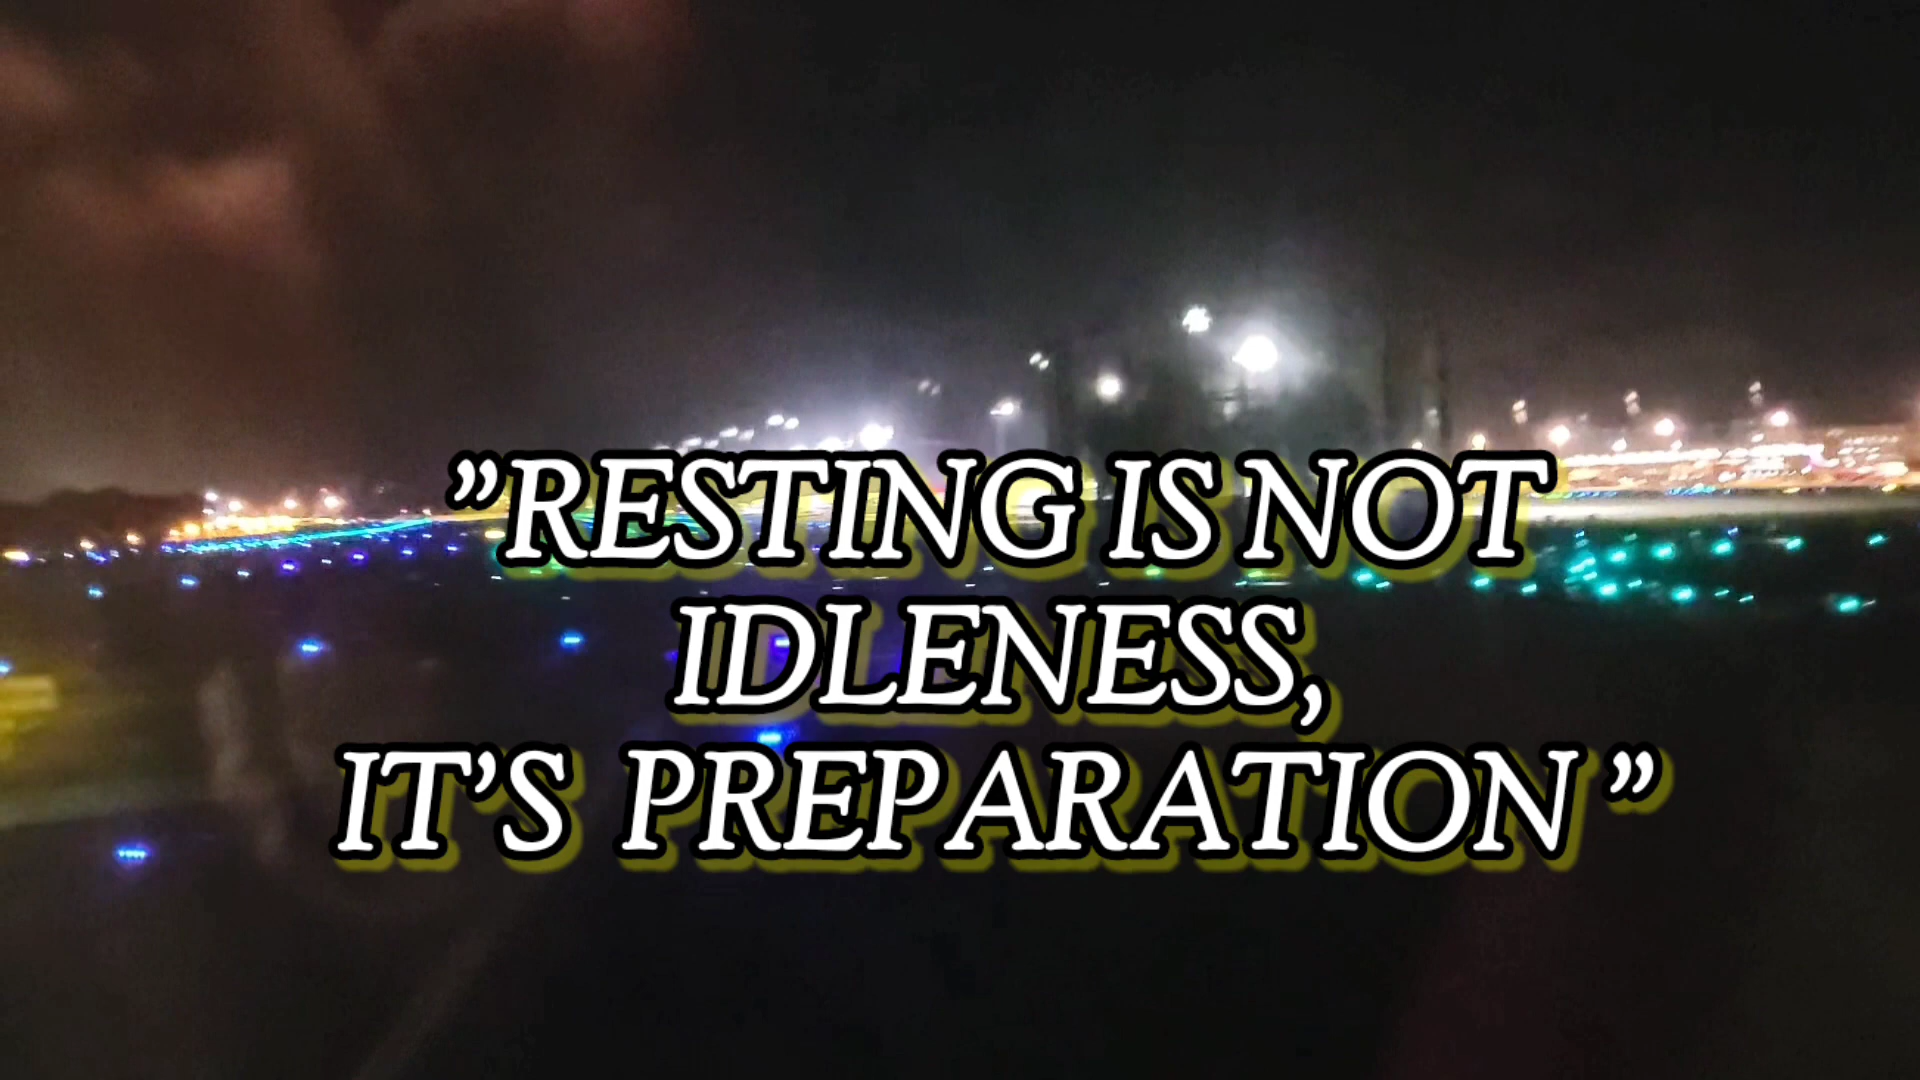 ”RESTING IS NOT
IDLENESS,
IT’S PREPARATION ”